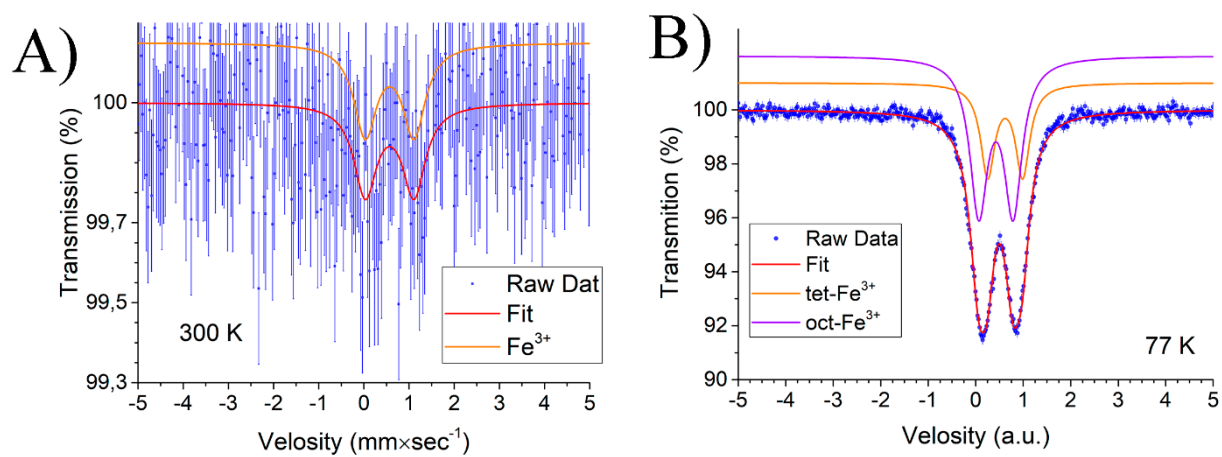 A)
Transmission (%)
100
99,7
99,5
99,3
300 K
Raw Dat
Fit
Fe3+
-5 -4 -3 -2 -1 0 1 2 3 4 5
Velosity (mm×sec-1)
B)
Transmition (%)
100
98
96
94
92
90
Raw Data
Fit
tet-Fe3+
oct-Fe3+
77 K
-5 -4 -3 -2 -1 0 1 2 3 4 5
Velosity (a.u.)